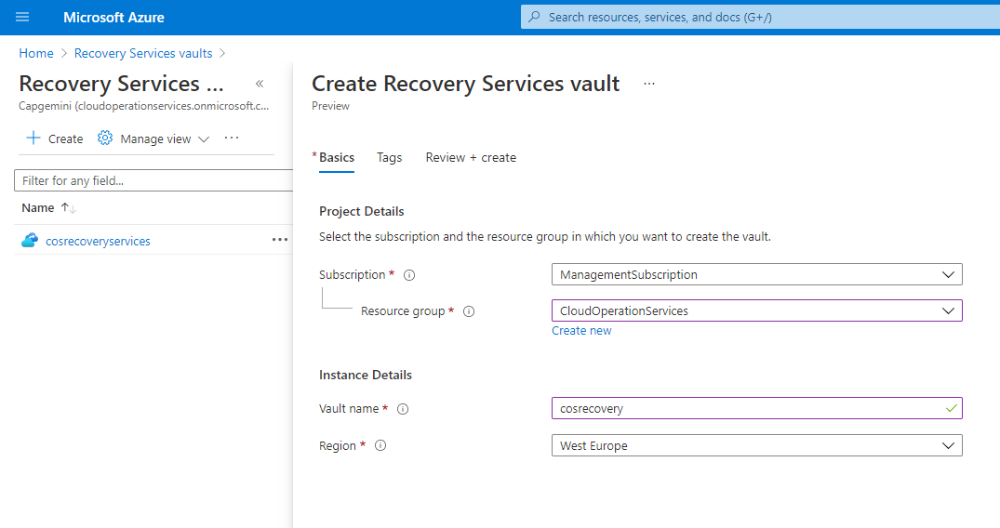 Microsoft Azure
Search resources, services, and docs (G+/)
Home > Recovery Services vaults >
Recovery Services ... «
Capgemini (cloudoperationservices.onmicrosoft.c...
+ Create Manage view ...
Filter for any field...
Name ↑↓
cosrecoveryservices ...
Create Recovery Services vault ...
Preview
* Basics Tags Review + create
Project Details
Select the subscription and the resource group in which you want to create the vault.
Subscription * ManagementSubscription
Resource group * CloudOperationServices
Create new
Instance Details
Vault name * cosrecovery
Region * West Europe